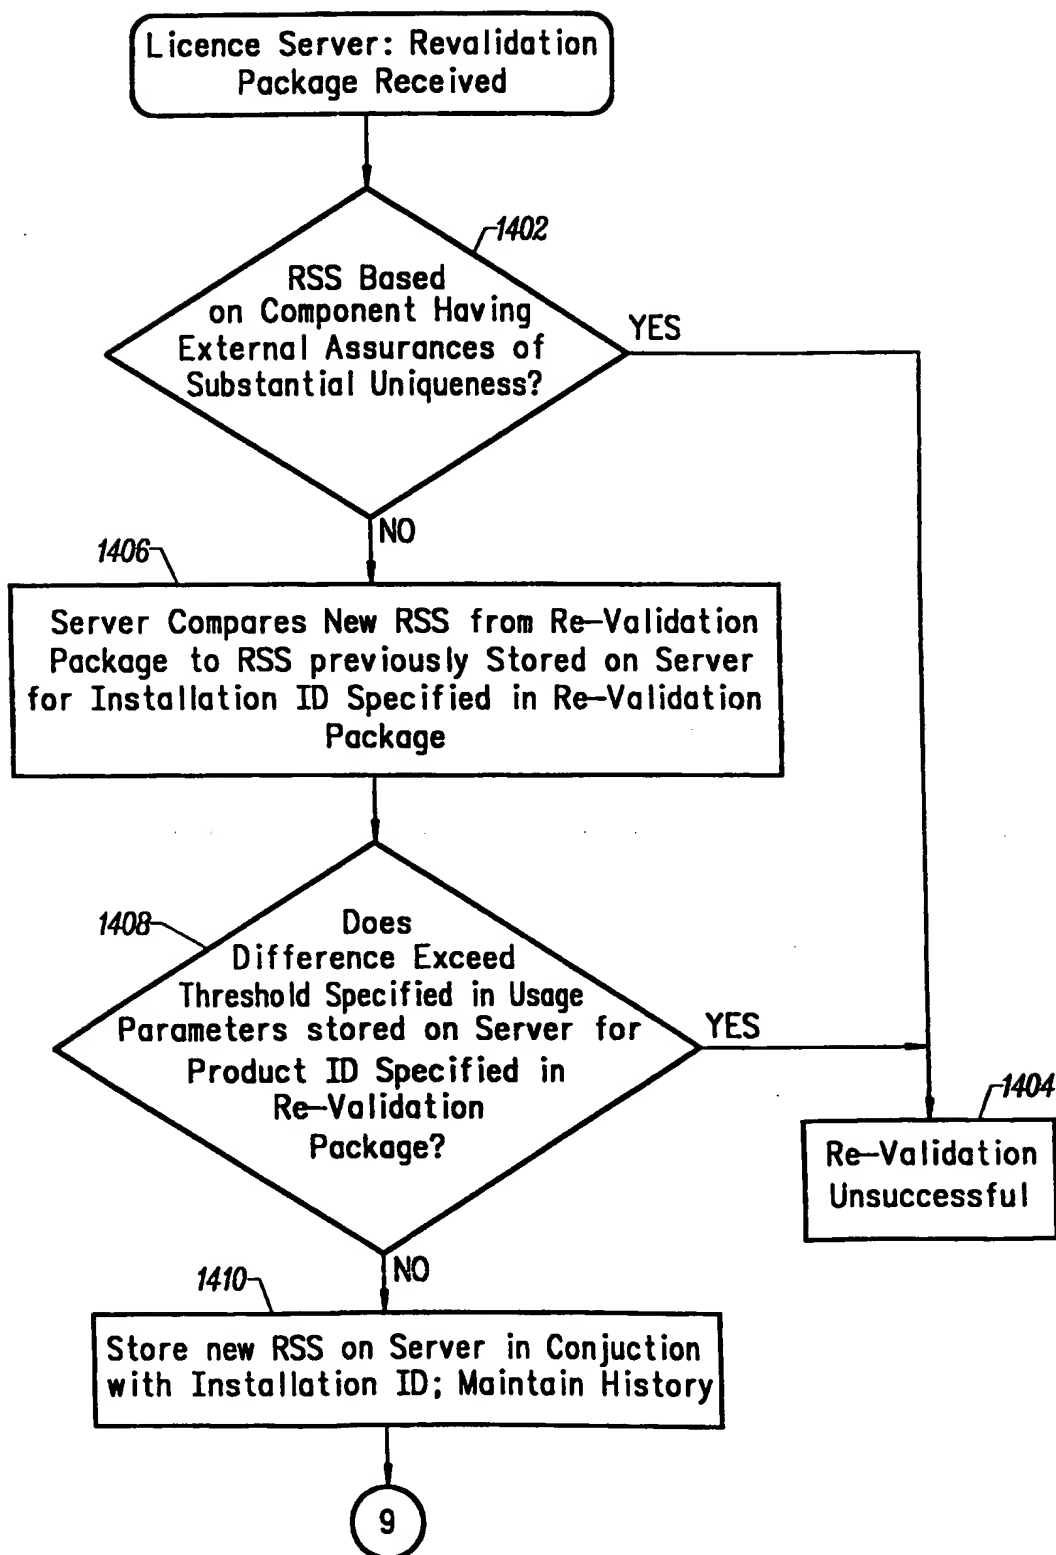 Licence Server: Revalidation
Package Received
1402
RSS Based
on Component Having
External Assurances of
Substantial Uniqueness?
YES
NO
1406
Server Compares New RSS from Re-Validation
Package to RSS previously Stored on Server
for Installation ID Specified in Re-Validation
Package
1408
Does
Difference Exceed
Threshold Specified in Usage
Parameters stored on Server for
Product ID Specified in
Re-Validation
Package?
YES
1404
Re-Validation
Unsuccessful
NO
1410
Store new RSS on Server in Conjuction
with Installation ID; Maintain History
9